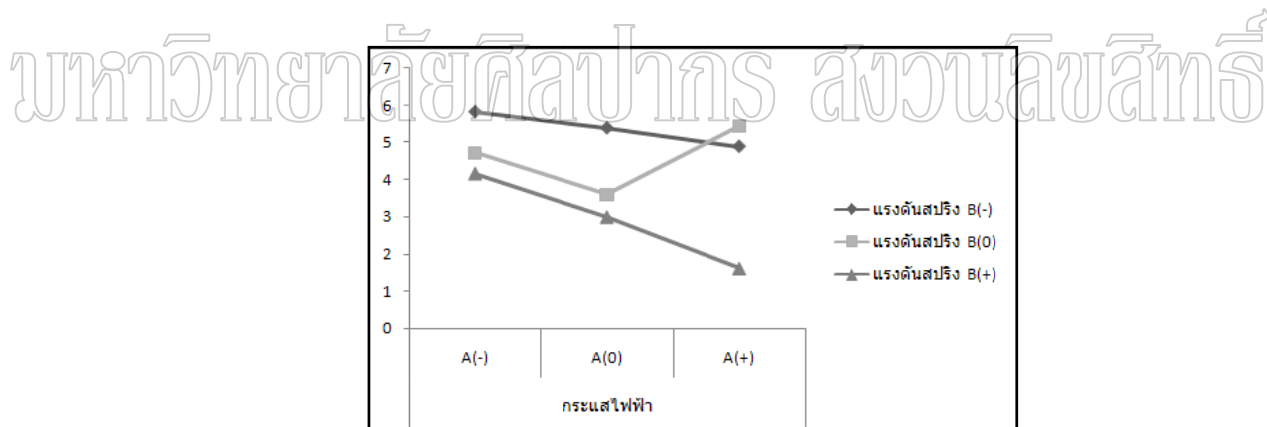 มหาวิทยาลัยศิลปากร สงวนลิขสิทธิ์
7
6
5
4
3
2
1
0
A(-) A(0) A(+)
กระแสไฟฟ้า
แรงดันสปริง B(-)
แรงดันสปริง B(0)
แรงดันสปริง B(+)